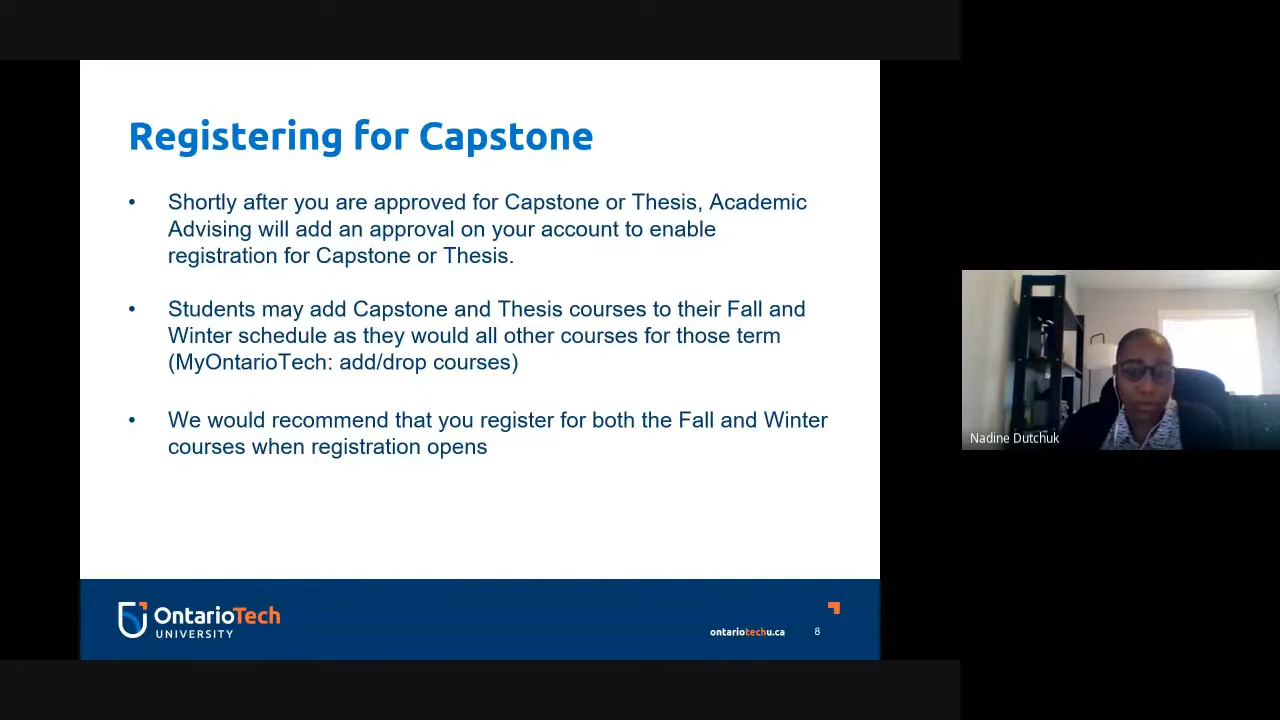 Registering for Capstone
• Shortly after you are approved for Capstone or Thesis, Academic
Advising will add an approval on your account to enable
registration for Capstone or Thesis.
• Students may add Capstone and Thesis courses to their Fall and
Winter schedule as they would all other courses for those term
(MyOntarioTech: add/drop courses)
• We would recommend that you register for both the Fall and Winter
courses when registration opens
Nadine Dutchuk
OntarioTech
UNIVERSITY
ontariotechu.ca
8